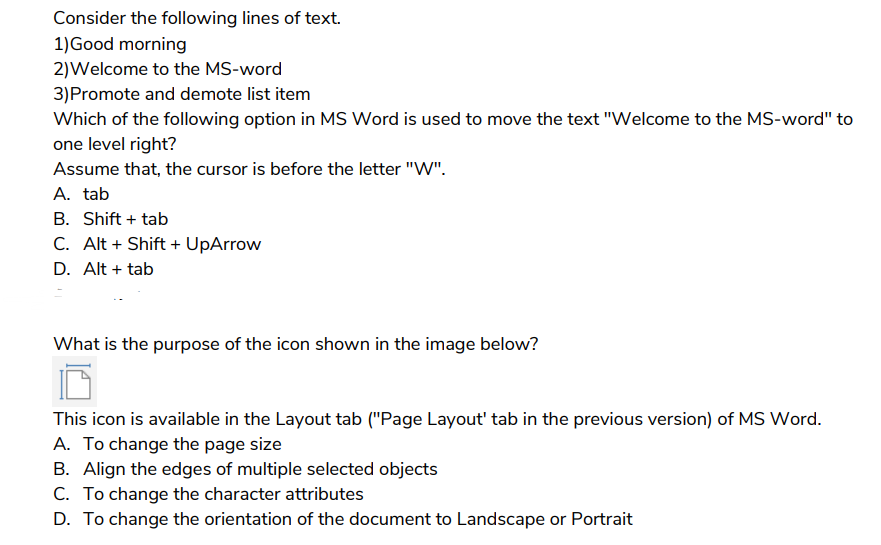 Consider the following lines of text.
1)Good morning
2)Welcome to the MS-word
3)Promote and demote list item
Which of the following option in MS Word is used to move the text "Welcome to the MS-word" to
one level right?
Assume that, the cursor is before the letter "W".
A. tab
B. Shift + tab
C. Alt + Shift + UpArrow
D. Alt + tab
What is the purpose of the icon shown in the image below?
This icon is available in the Layout tab ("Page Layout' tab in the previous version) of MS Word.
A. To change the page size
B. Align the edges of multiple selected objects
C. To change the character attributes
D. To change the orientation of the document to Landscape or Portrait